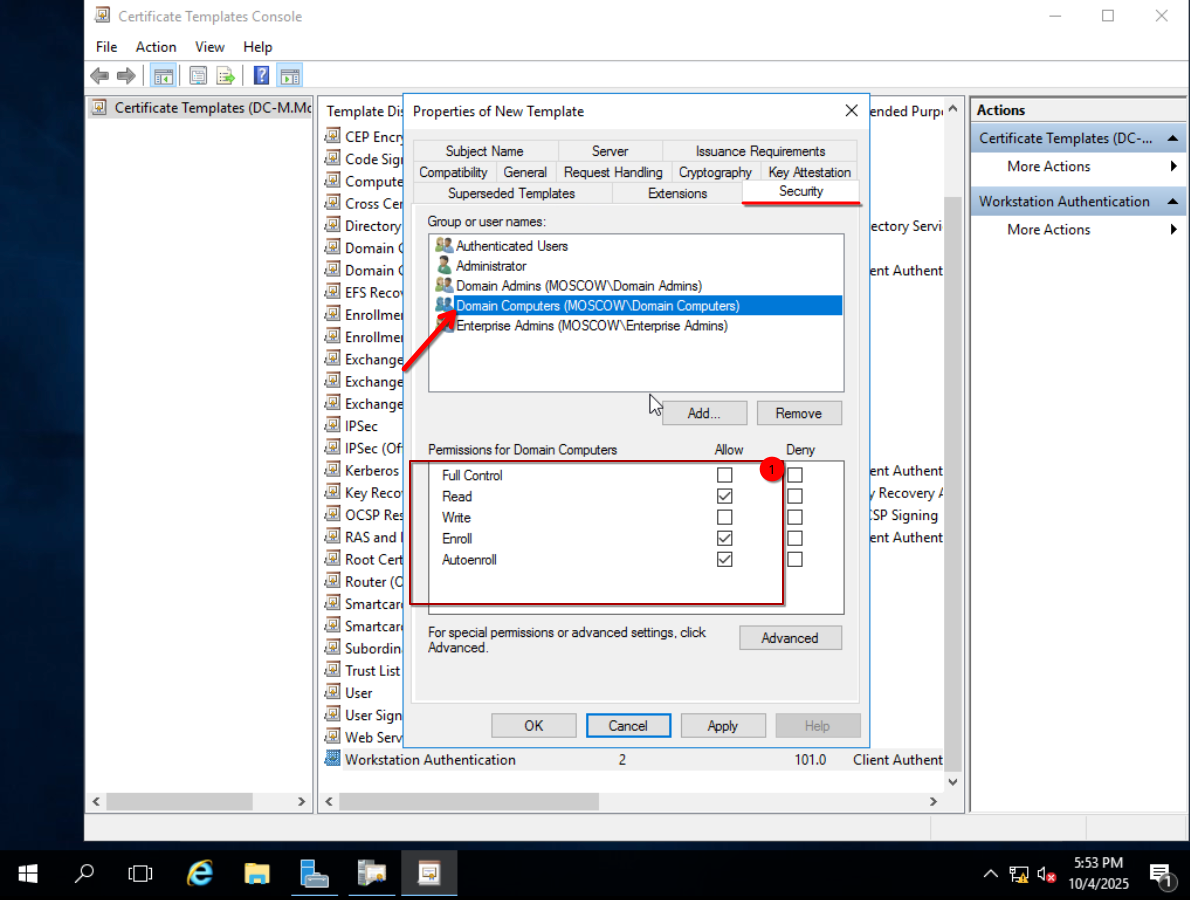 Certificate Templates Console
File Action View Help
Certificate Templates (DC-M.Mc
Template Dis
ended Purp
CEP Encry
Code Sign
Compute
Cross Cer
Directory
ectory Servi
Domain C
Domain C
ent Authent
EFS Recov
Enrollmer
Enrollmer
Exchange
Exchange
Exchange
IPSec
IPSec (Off
Kerberos
ent Authent
Key Recov
y Recovery A
OCSP Res
SP Signing
RAS and I
ent Authent
Root Cert
Router (O
Smartcar
Smartcar
Subordin
Trust List
User
User Sign
Web Serv
Workstation Authentication 2 101.0 Client Authent
Properties of New Template
Subject Name Server Issuance Requirements
Compatibility General Request Handling Cryptography Key Attestation
Superseded Templates Extensions Security
Group or user names:
Authenticated Users
Administrator
Domain Admins (MOSCOW\Domain Admins)
Domain Computers (MOSCOW\Domain Computers)
Enterprise Admins (MOSCOW\Enterprise Admins)
Add... Remove
Permissions for Domain Computers Allow Deny
1
Full Control
Read
Write
Enroll
Autoenroll
For special permissions or advanced settings, click
Advanced.
Advanced
OK Cancel Apply Help
Actions
Certificate Templates (DC-...
More Actions
Workstation Authentication
More Actions
5:53 PM
10/4/2025
1